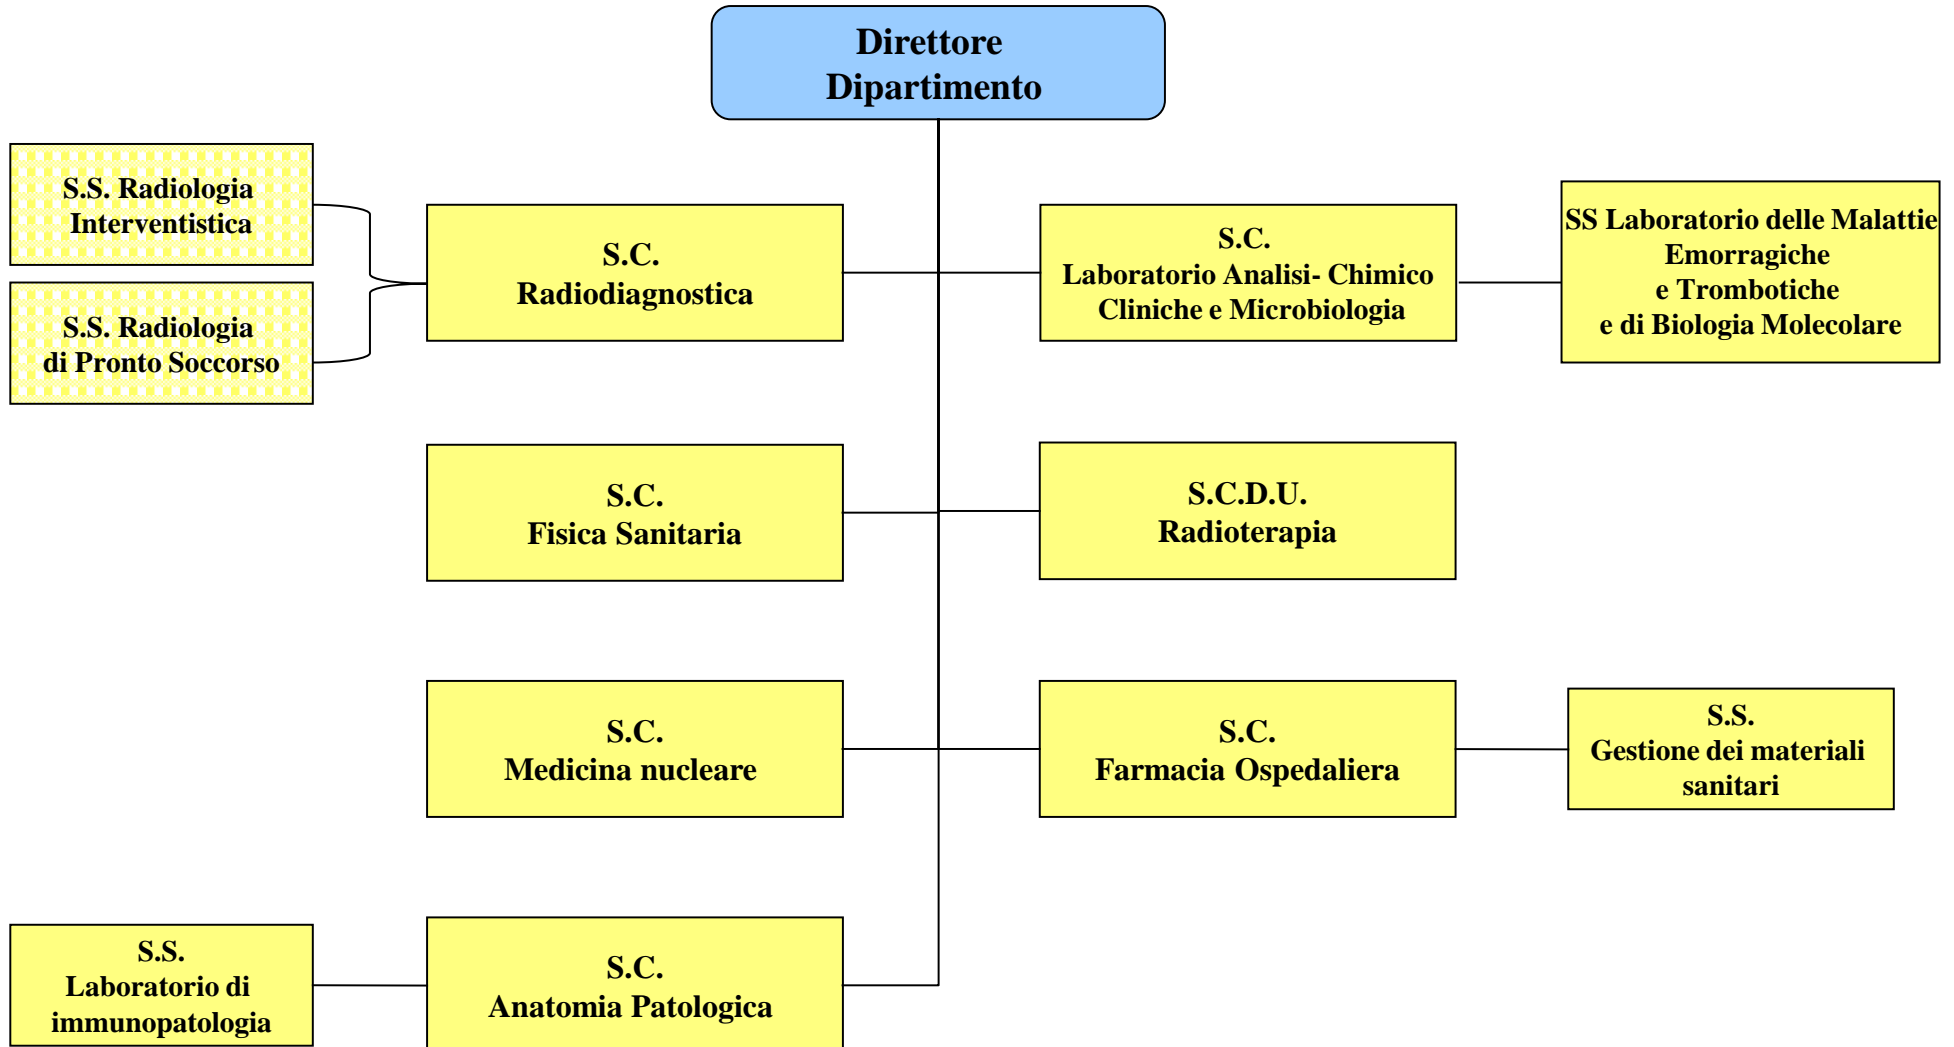 Direttore
Dipartimento
S.S. Radiologia
Interventistica
S.S. Radiologia
di Pronto Soccorso
S.C.
Radiodiagnostica
S.C.
Laboratorio Analisi- Chimico
Cliniche e Microbiologia
SS Laboratorio delle Malattie
Emorragiche
e Trombotiche
e di Biologia Molecolare
S.C.
Fisica Sanitaria
S.C.D.U.
Radioterapia
S.C.
Medicina nucleare
S.C.
Farmacia Ospedaliera
S.S.
Gestione dei materiali
sanitari
S.S.
Laboratorio di
immunopatologia
S.C.
Anatomia Patologica